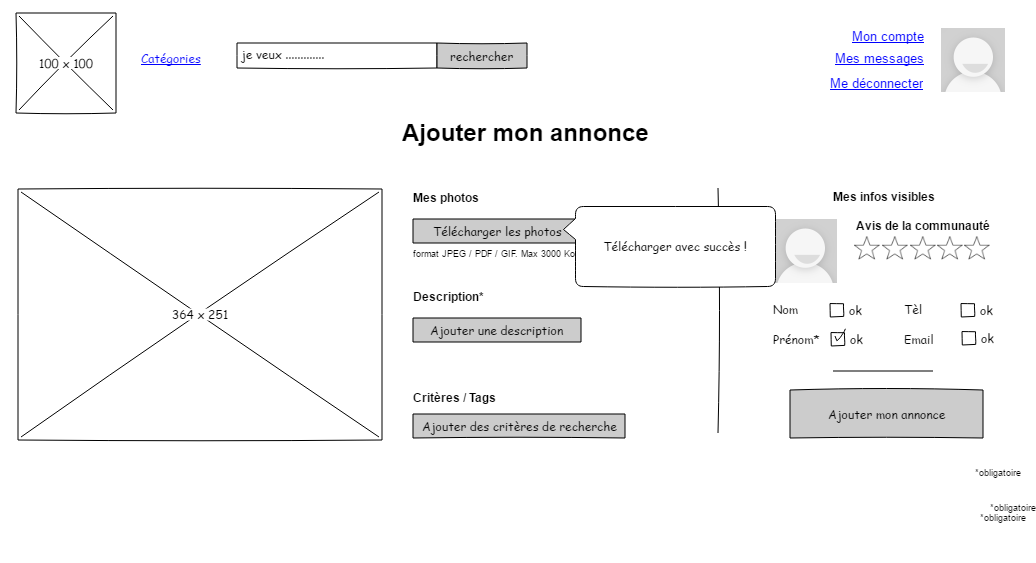 100 x 100
Catégories
je veux .............
rechercher
Mon compte
Mes messages
Me déconnecter
Ajouter mon annonce
364 x 251
Mes photos
Télécharger les photos
format JPEG / PDF / GIF. Max 3000 Ko
Télécharger avec succès !
Description*
Ajouter une description
Critères / Tags
Ajouter des critères de recherche
Mes infos visibles
Avis de la communauté
Nom ok Tèl ok
Prénom* ok Email ok
Ajouter mon annonce
*obligatoire
*obligatoire
*obligatoire